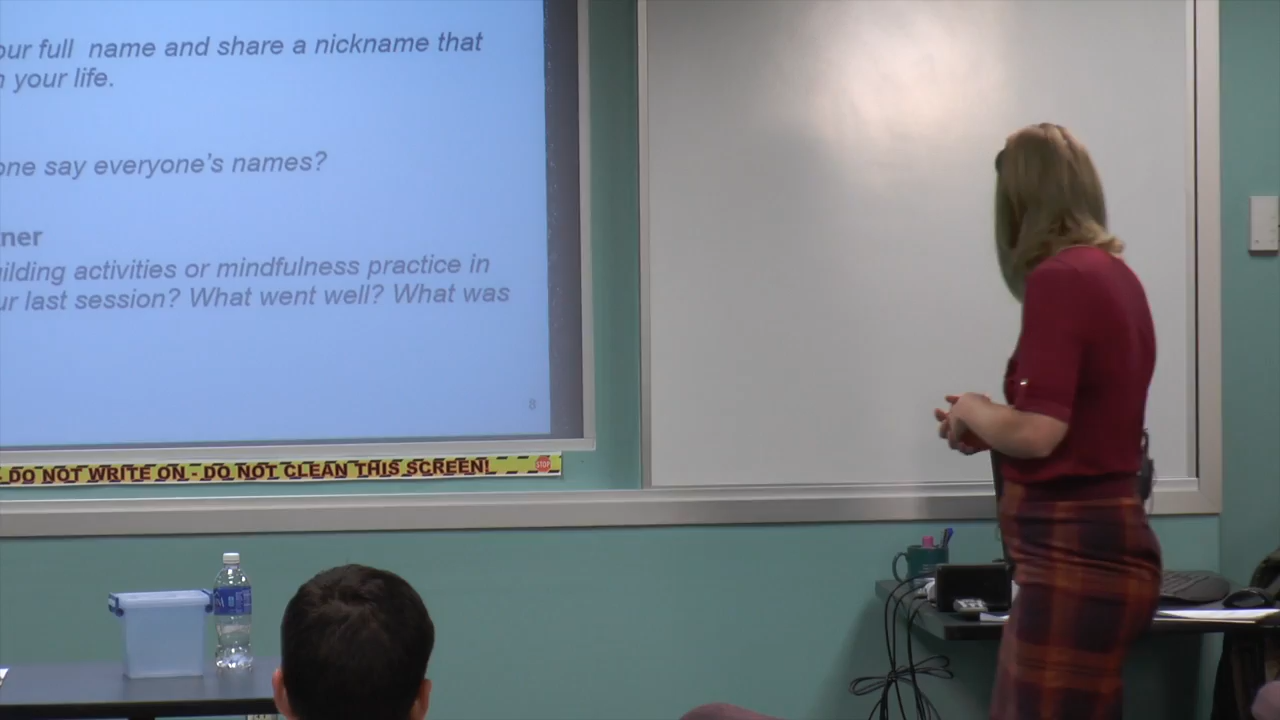 our full name and share a nickname that
your life.
one say everyone's names?
ner
ilding activities or mindfulness practice in
ur last session? What went well? What was
8
- DO NOT WRITE ON - DO NOT CLEAN THIS SCREEN! STOP